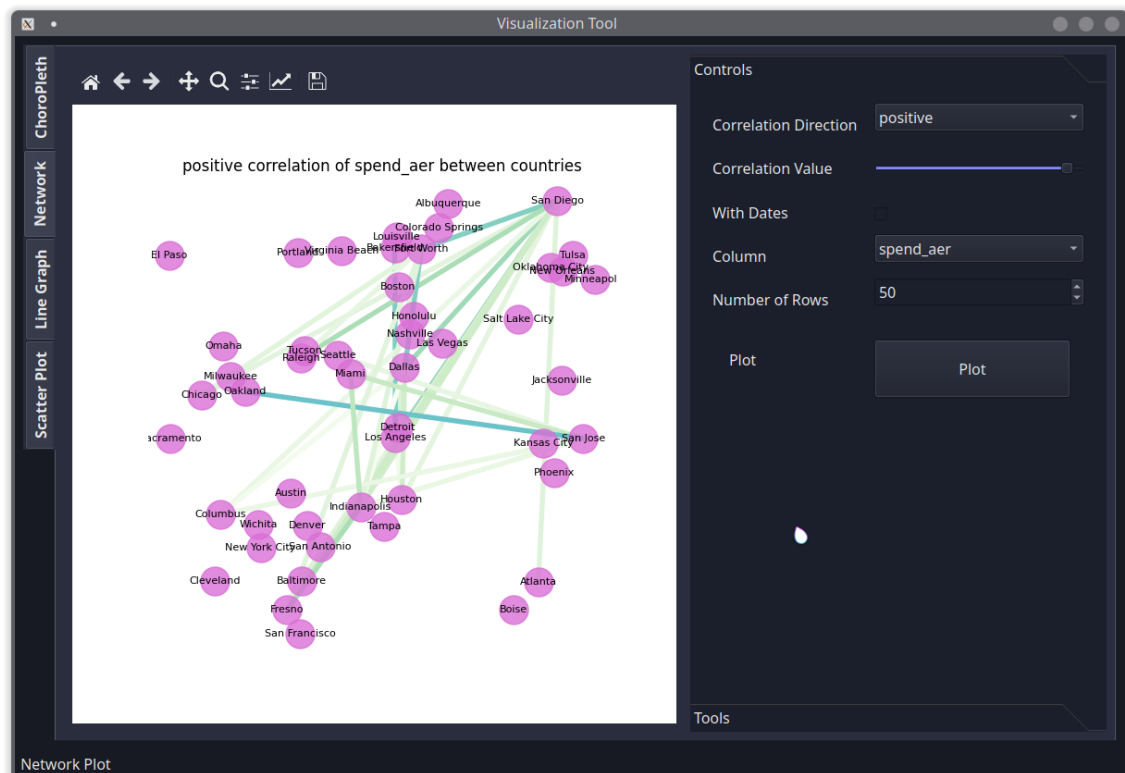 Visualization Tool
ChoroPleth
Network
Line Graph
Scatter Plot
positive correlation of spend_aer between countries
Albuquerque
San Diego
Colorado Springs
Louisville
Bakersfield
Fort Worth
El Paso
Portland
Virginia Beach
Tulsa
Oklahoma City
New Orleans
Minneapol
Boston
Honolulu
Salt Lake City
Nashville
Las Vegas
Omaha
Tucson
Raleigh
Seattle
Miami
Dallas
Milwaukee
Chicago
Oakland
Jacksonville
Detroit
Los Angeles
acramento
Kansas City
San Jose
Phoenix
Austin
Columbus
Indianapolis
Houston
Wichita
Denver
Tampa
New York City
San Antonio
Cleveland
Baltimore
Atlanta
Fresno
Boise
San Francisco
Controls
Correlation Direction
positive
Correlation Value
With Dates
Column
spend_aer
Number of Rows
50
Plot
Plot
Tools
Network Plot